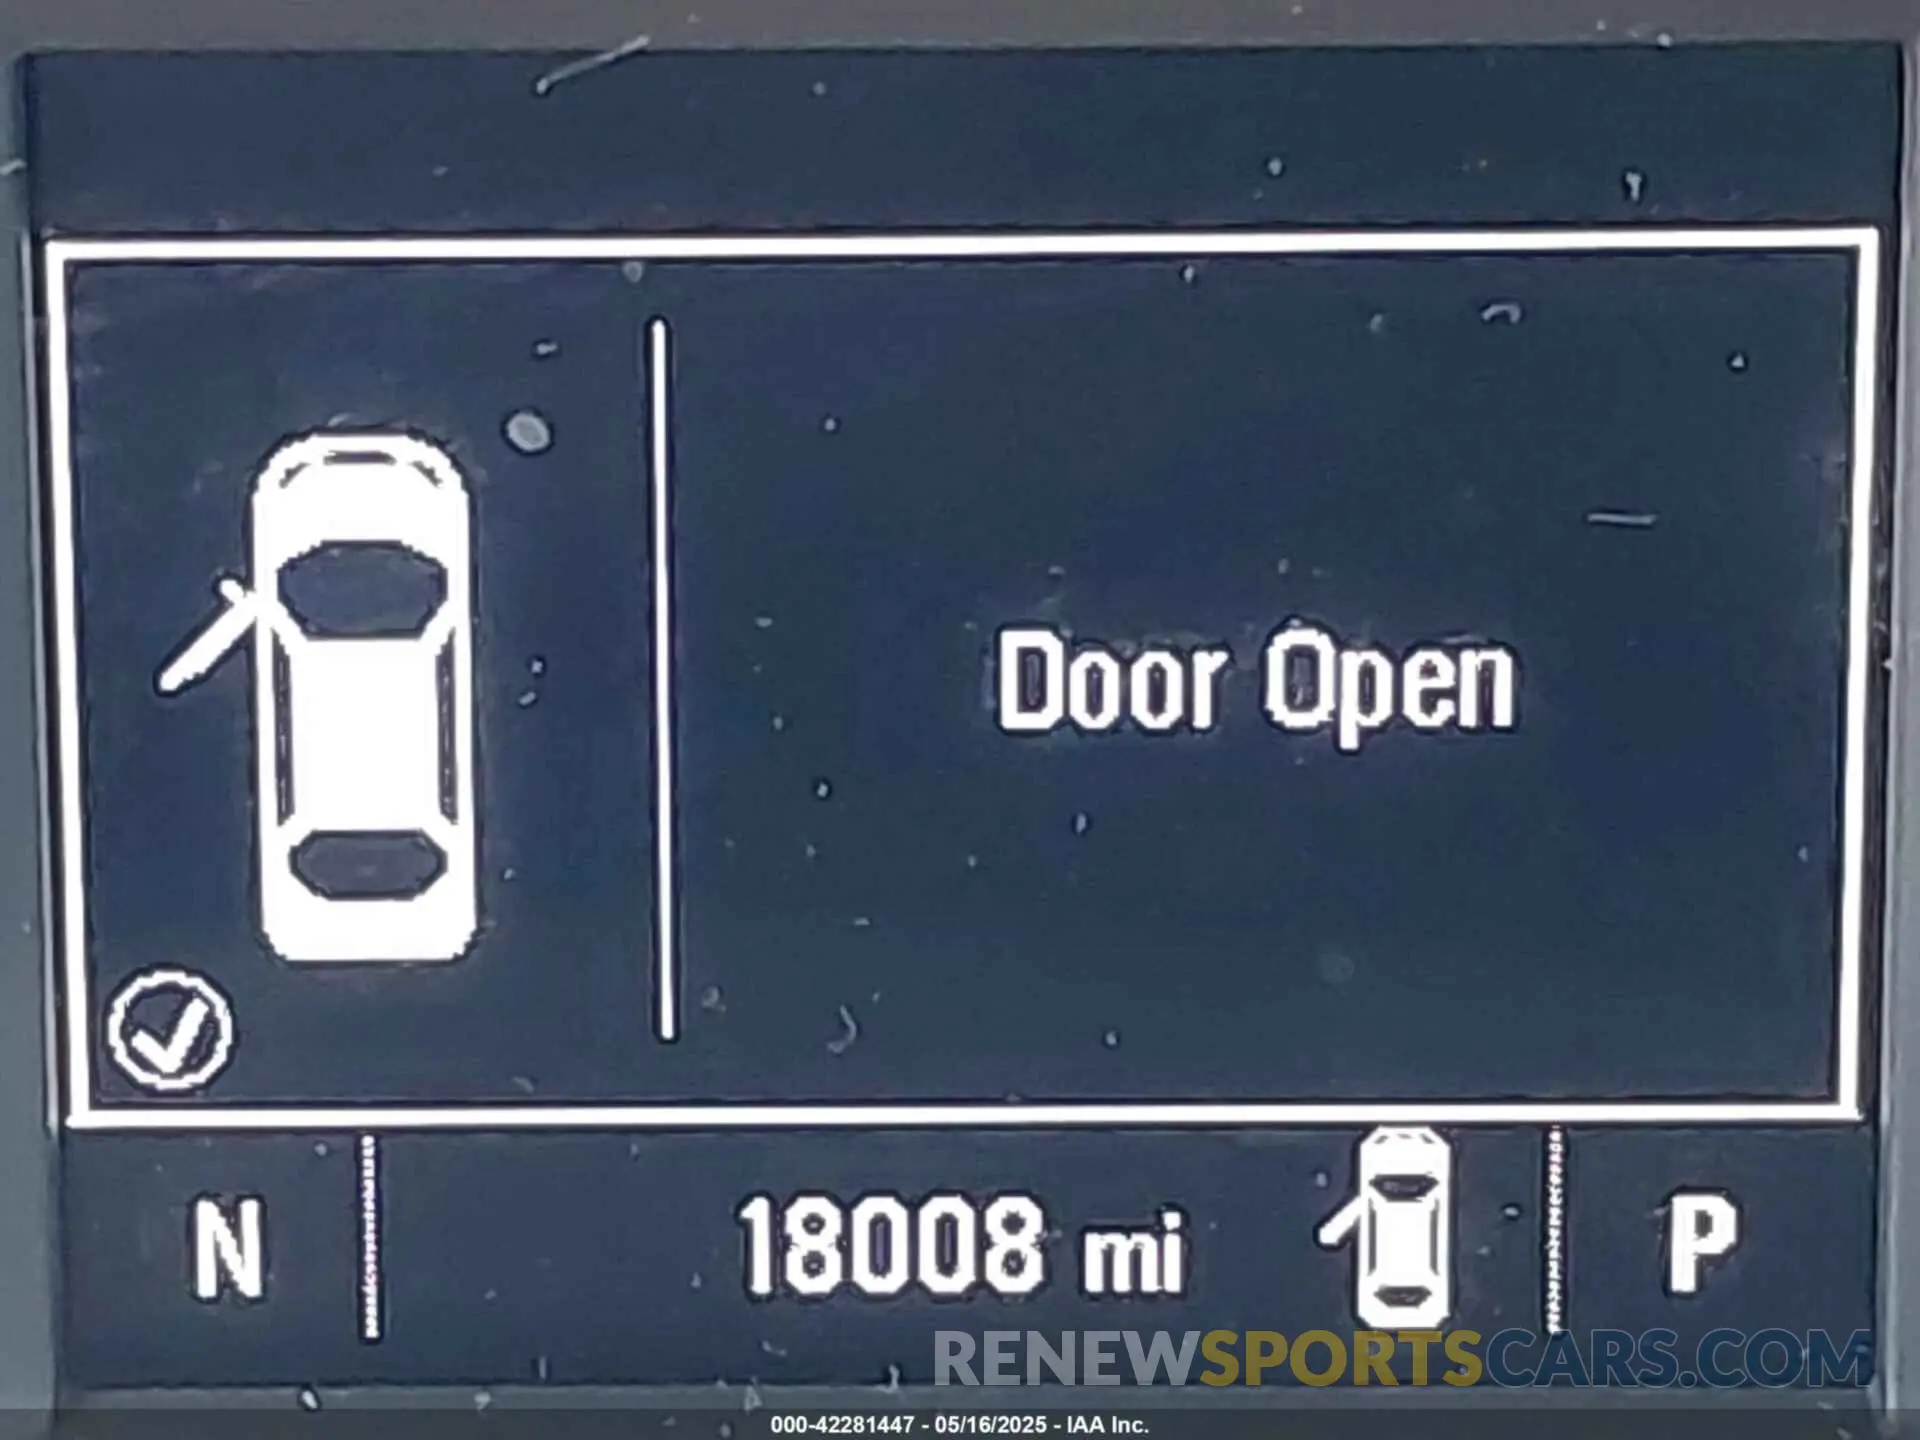 Door Open
N 18008 mi P
RENEWSPORTSCARS.COM
000-42281447 - 05/16/2025 - IAA Inc.